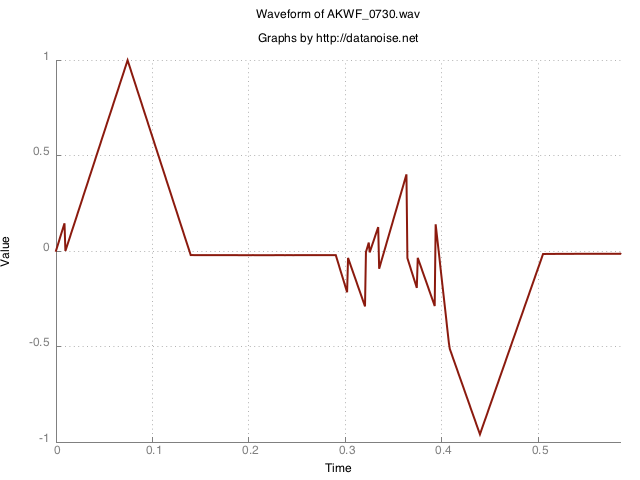 Waveform of AKWF_0730.wav
Graphs by http://datanoise.net
1
0.5
0
-0.5
-1
Value
0 0.1 0.2 0.3 0.4 0.5
Time